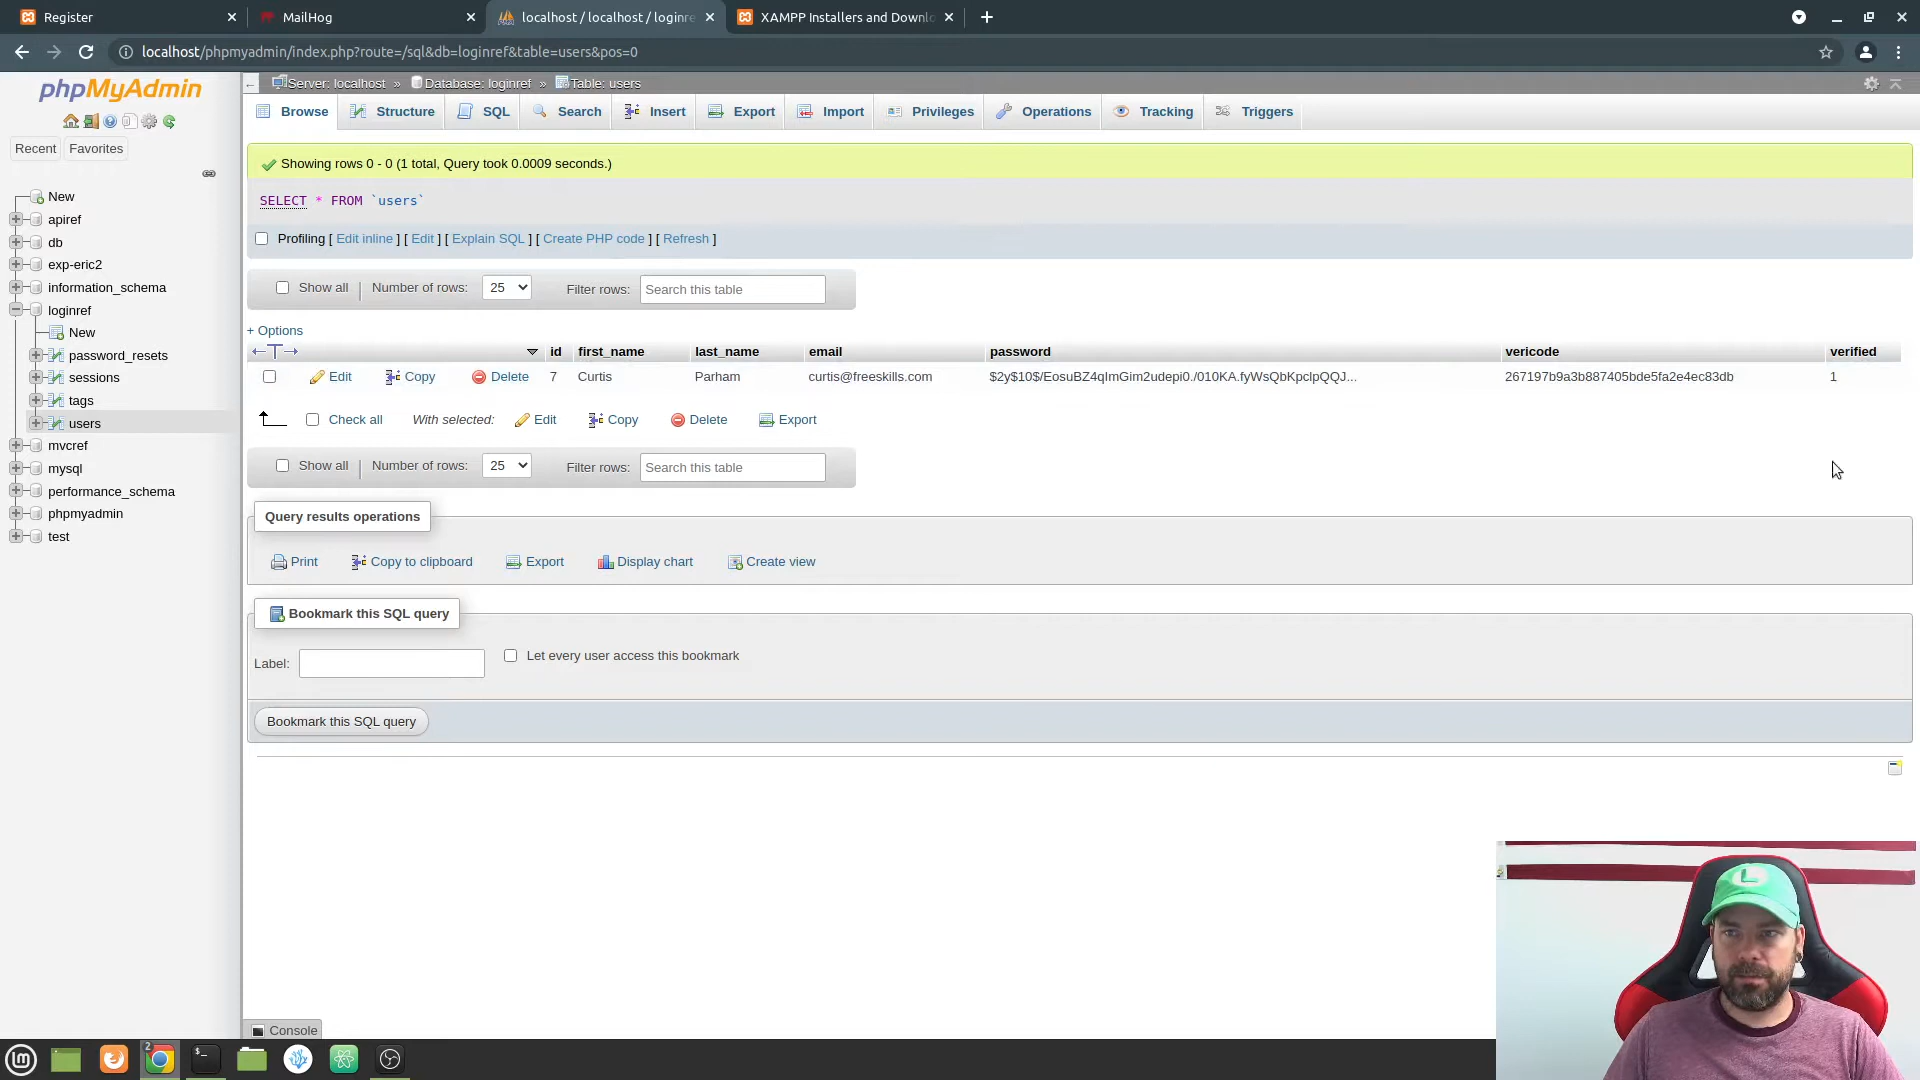 Register
MailHog
localhost / localhost / loginre
XAMPP Installers and Downlo
localhost/phpmyadmin/index.php?route=/sql&db=loginref&table=users&pos=0
phpMyAdmin
Server: localhost » Database: loginref » Table: users
Browse Structure SQL Search Insert Export Import Privileges Operations Tracking Triggers
Recent Favorites
Showing rows 0 - 0 (1 total, Query took 0.0009 seconds.)
SELECT * FROM `users`
Profiling [ Edit inline ] [ Edit ] [ Explain SQL ] [ Create PHP code ] [ Refresh ]
New
apiref
db
exp-eric2
information_schema
loginref
New
password_resets
sessions
tags
users
mvcref
mysql
performance_schema
phpmyadmin
test
Show all Number of rows: 25 Filter rows: Search this table
+ Options
id first_name last_name email password vericode verified
Edit Copy Delete 7 Curtis Parham curtis@freeskills.com $2y$10$/EosuBZ4qImGim2udepi0./010KA.fyWsQbKpclpQQJ... 267197b9a3b887405bde5fa2e4ec83db 1
Check all With selected: Edit Copy Delete Export
Show all Number of rows: 25 Filter rows: Search this table
Query results operations
Print Copy to clipboard Export Display chart Create view
Bookmark this SQL query
Label: Let every user access this bookmark
Bookmark this SQL query
Console
2
L